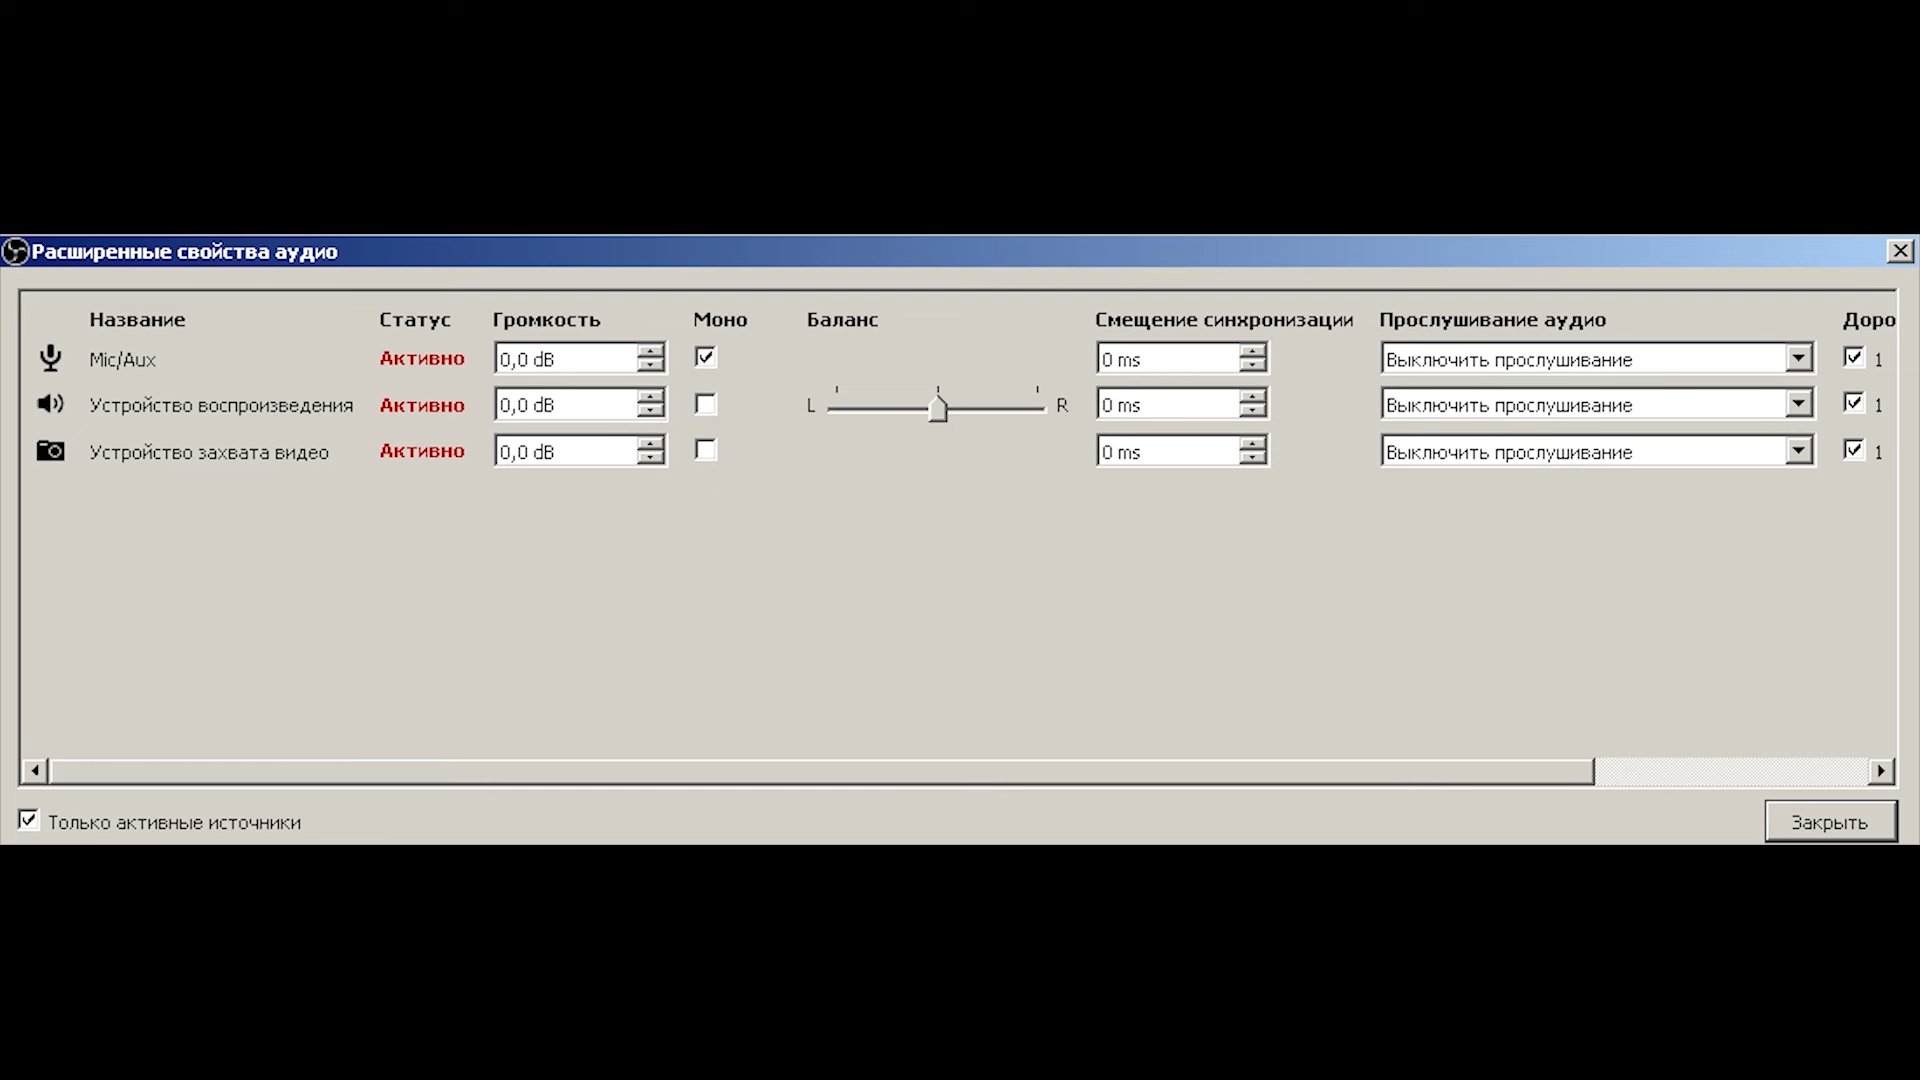 Расширенные свойства аудио
Название Статус Громкость Моно Баланс Смещение синхронизации Прослушивание аудио Доро
Mic/Aux Активно 0,0 dB 0 ms Выключить прослушивание 1
Устройство воспроизведения Активно 0,0 dB L R 0 ms Выключить прослушивание 1
Устройство захвата видео Активно 0,0 dB 0 ms Выключить прослушивание 1
Только активные источники Закрыть